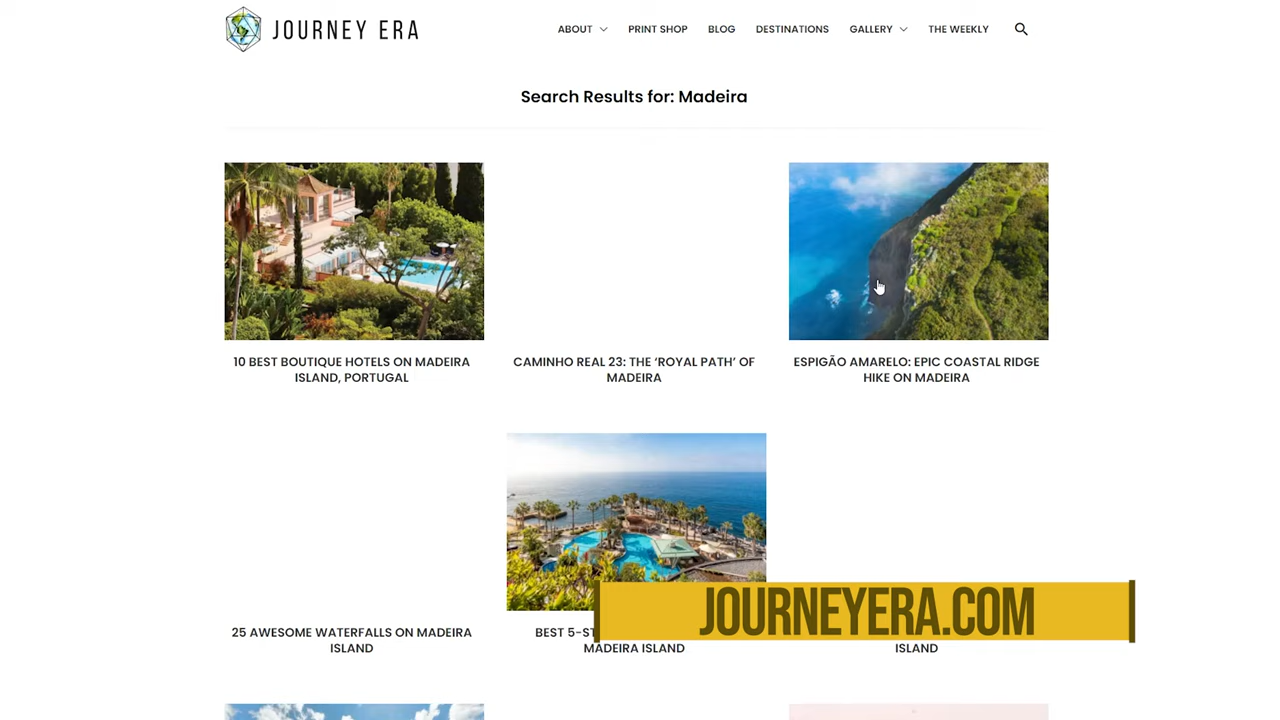 JOURNEY ERA
ABOUT
PRINT SHOP
BLOG
DESTINATIONS
GALLERY
THE WEEKLY
Search Results for: Madeira
10 BEST BOUTIQUE HOTELS ON MADEIRA
ISLAND, PORTUGAL
CAMINHO REAL 23: THE ‘ROYAL PATH’ OF
MADEIRA
ESPIGÃO AMARELO: EPIC COASTAL RIDGE
HIKE ON MADEIRA
25 AWESOME WATERFALLS ON MADEIRA
ISLAND
BEST 5-ST
MADEIRA ISLAND
ISLAND
JOURNEYERA.COM